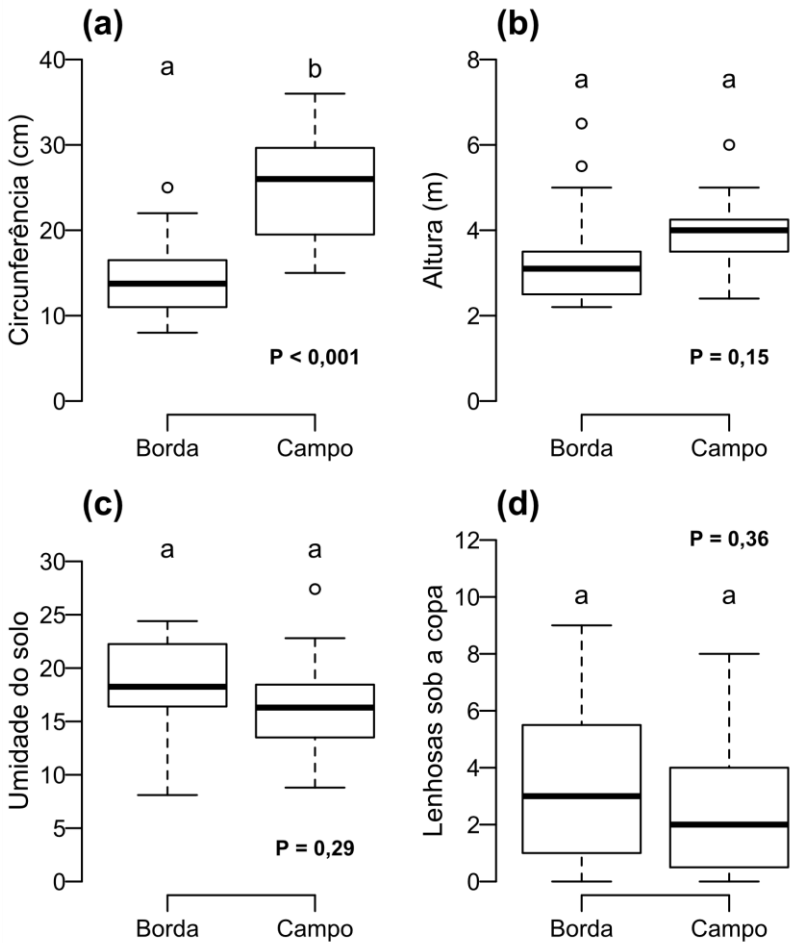 (a)
Circunferência (cm)
40
30
20
10
0
a
b
P < 0,001
Borda
Campo
(b)
Altura (m)
8
6
4
2
0
a
a
P = 0,15
Borda
Campo
(c)
Umidade do solo
30
25
20
15
10
5
0
a
a
P = 0,29
Borda
Campo
(d)
Lenhosas sob a copa
12
10
8
6
4
2
0
P = 0,36
a
a
Borda
Campo